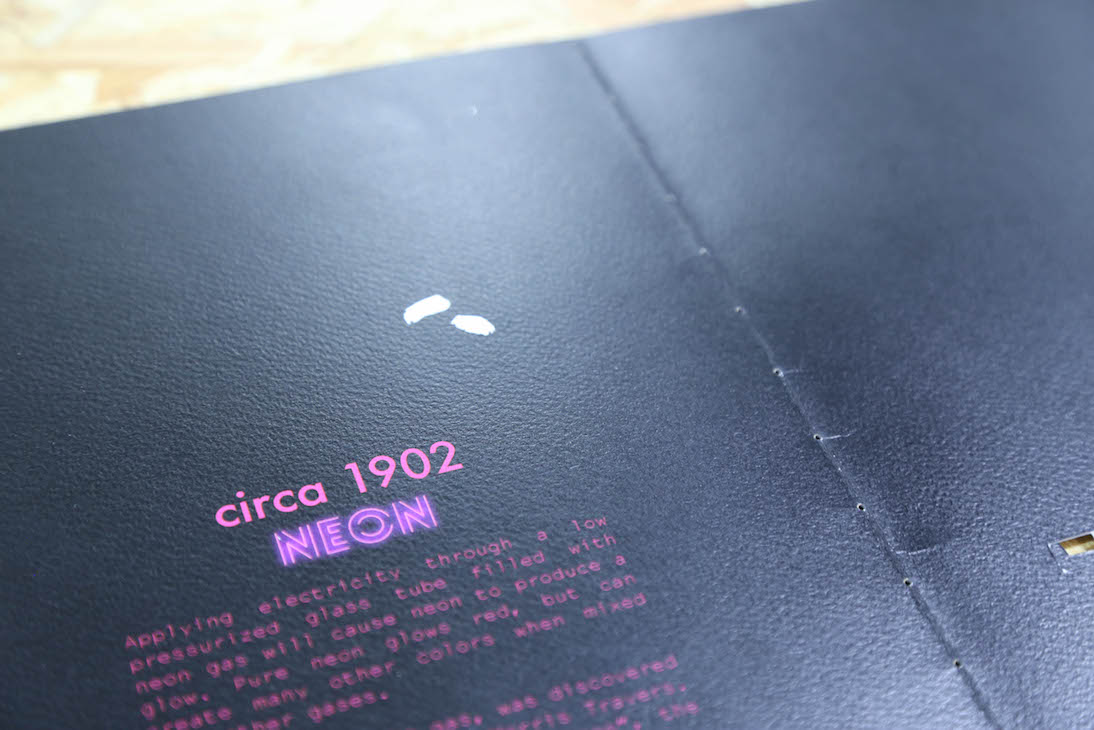 circa 1902
NEON
Applying electricity through a low
pressurized glass tube filled with
neon gas will cause neon to produce a
glow. Pure neon glows red, but can
create many other colors when mixed
other gases.
gas, was discovered
Travers,
the